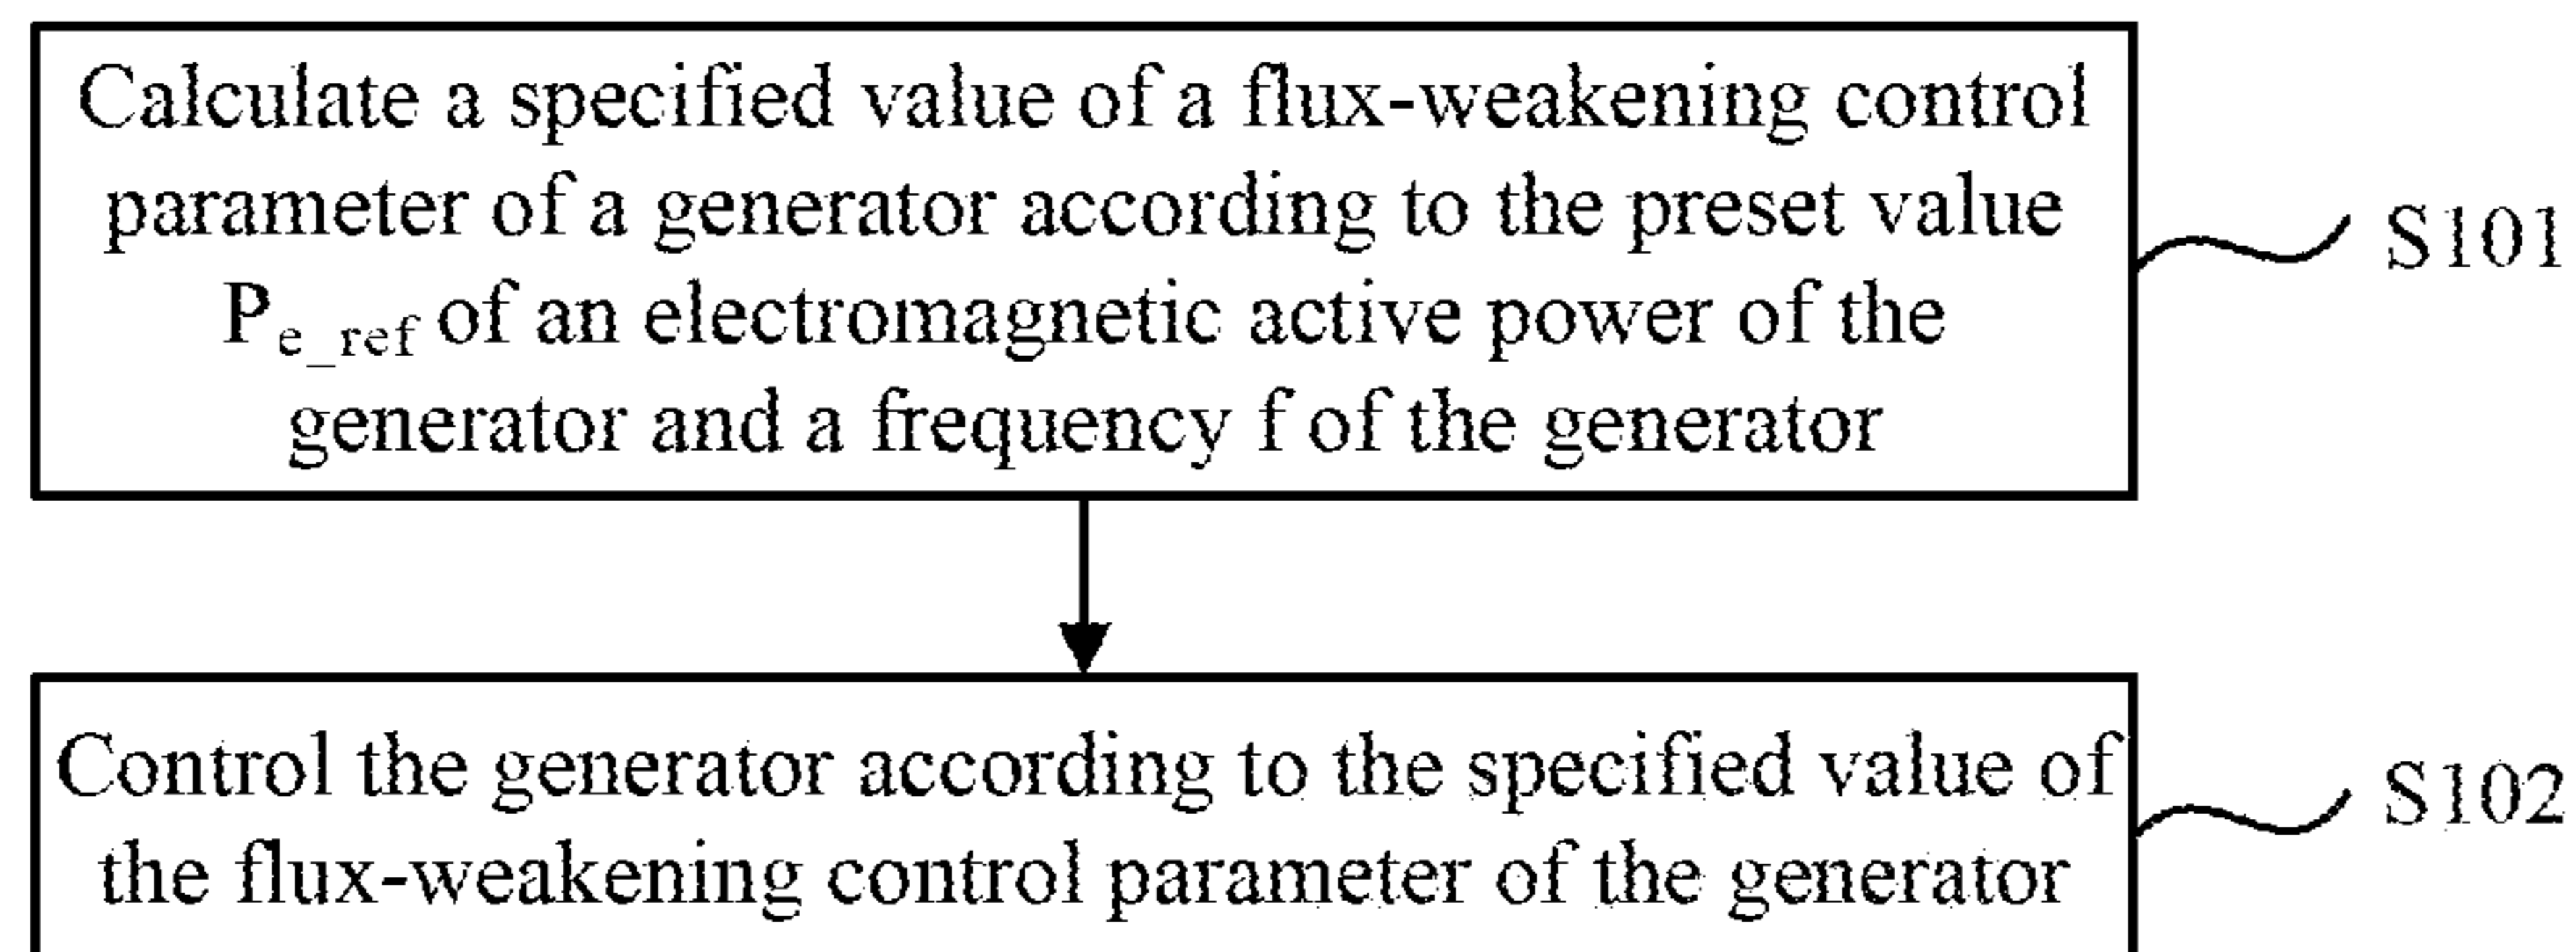 Calculate a specified value of a flux-weakening control
parameter of a generator according to the preset value
P e_ref of an electromagnetic active power of the
generator and a frequency f of the generator
S101
Control the generator according to the specified value of
the flux-weakening control parameter of the generator
S102